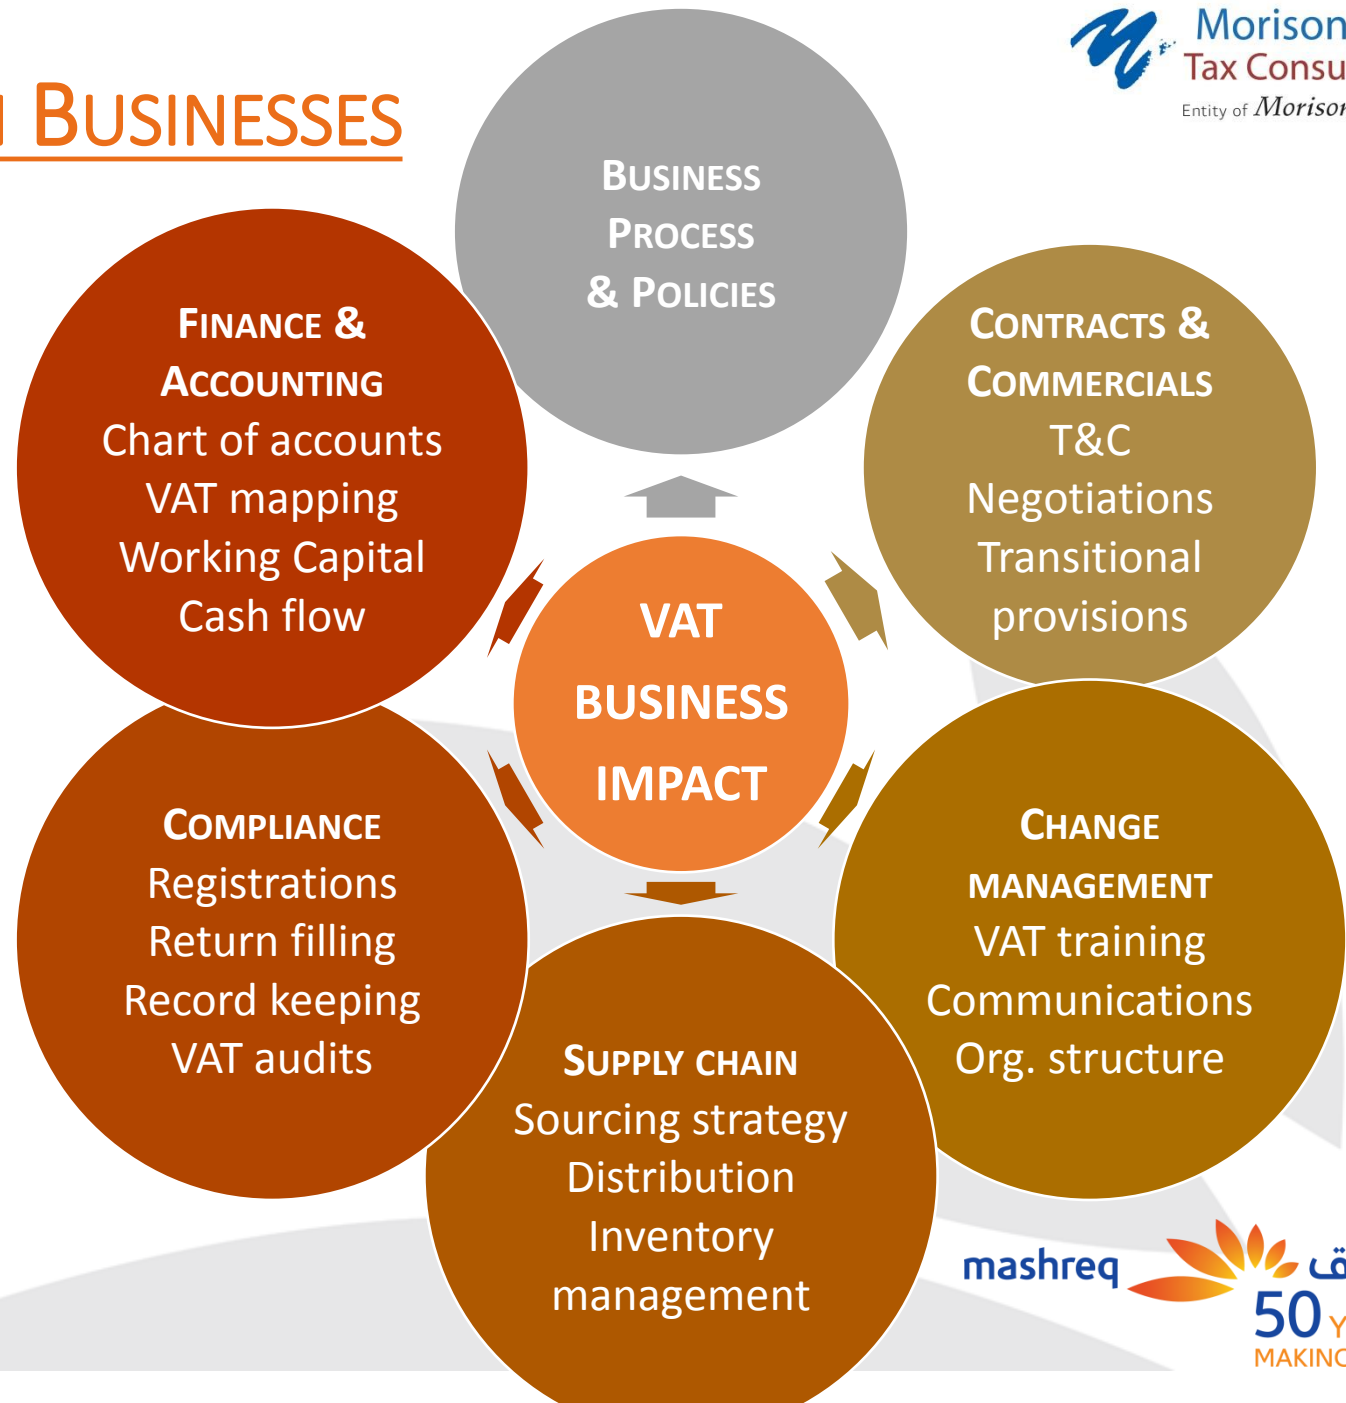 BUSINESSES
Morison
Tax Consu
Entity of Morison
BUSINESS
PROCESS
& POLICIES
FINANCE &
ACCOUNTING
Chart of accounts
VAT mapping
Working Capital
Cash flow
CONTRACTS &
COMMERCIALS
T&C
Negotiations
Transitional
provisions
VAT
BUSINESS
IMPACT
COMPLIANCE
Registrations
Return filling
Record keeping
VAT audits
CHANGE
MANAGEMENT
VAT training
Communications
Org. structure
SUPPLY CHAIN
Sourcing strategy
Distribution
Inventory
management
mashreq
50 Y
MAKING